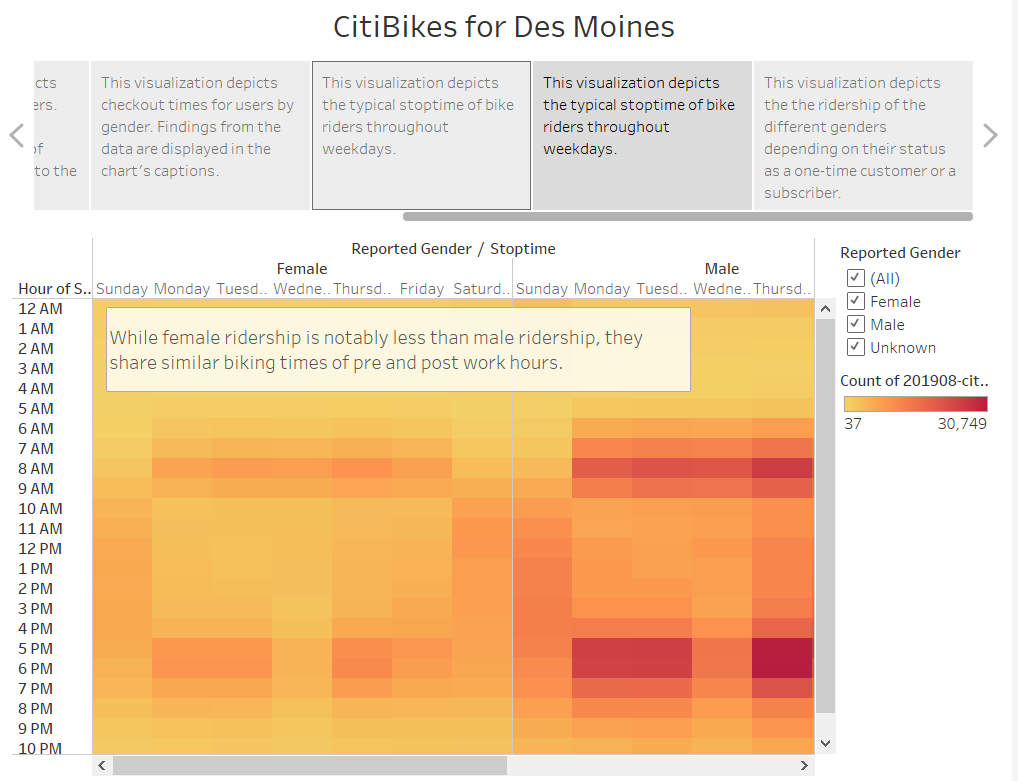 CitiBikes for Des Moines
cts
ers.
of
to the
This visualization depicts
checkout times for users by
gender. Findings from the
data are displayed in the
chart's captions.
This visualization depicts
the typical stoptime of bike
riders throughout
weekdays.
This visualization depicts
the typical stoptime of bike
riders throughout
weekdays.
This visualization depicts
the the ridership of the
different genders
depending on their status
as a one-time customer or a
subscriber.
Reported Gender / Stoptime
Female Male
Hour of S.. Sunday Monday Tuesd.. Wedne.. Thursd.. Friday Saturd.. Sunday Monday Tuesd.. Wedne.. Thursd..
12 AM
1 AM
2 AM
3 AM
4 AM
5 AM
6 AM
7 AM
8 AM
9 AM
10 AM
11 AM
12 PM
1 PM
2 PM
3 PM
4 PM
5 PM
6 PM
7 PM
8 PM
9 PM
10 PM
While female ridership is notably less than male ridership, they
share similar biking times of pre and post work hours.
Reported Gender
(All)
Female
Male
Unknown
Count of 201908-cit..
37 30,749